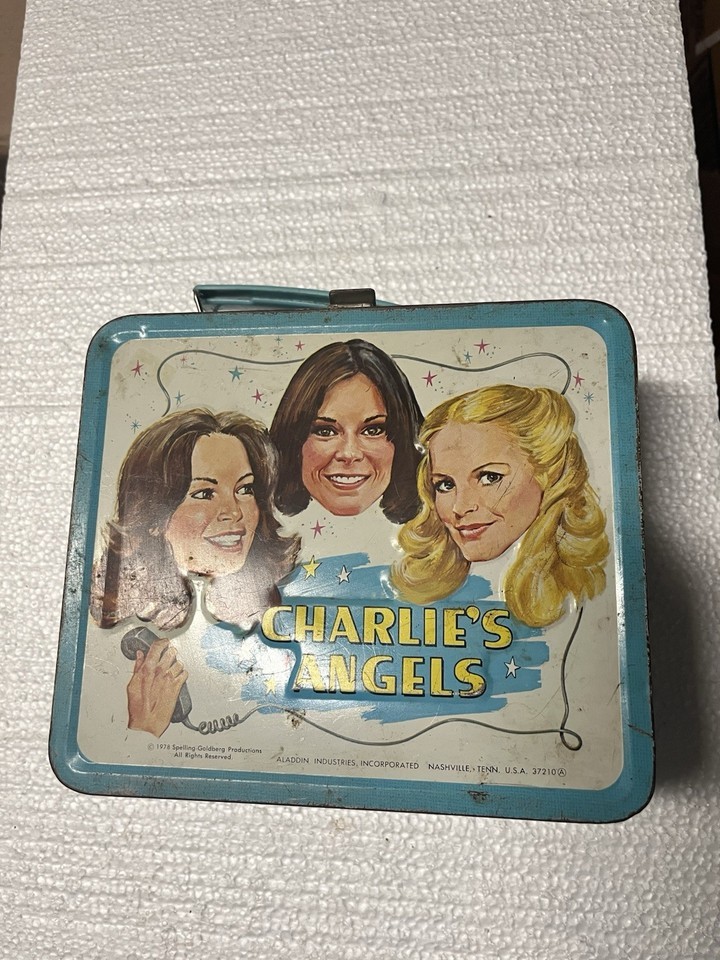 CHARLIE'S
ANGELS
© 1978 Spelling-Goldberg Productions
All Rights Reserved
ALADDIN INDUSTRIES, INCORPORATED NASHVILLE, TENN. U.S.A. 37210 Ⓐ